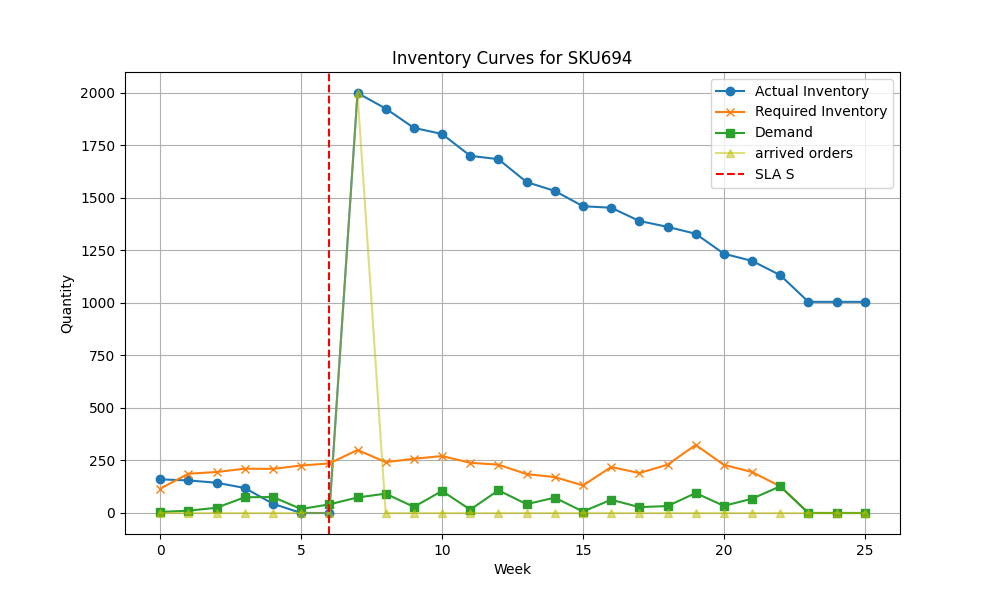 Inventory Curves for SKU694
Quantity
2000
1750
1500
1250
1000
750
500
250
0
Actual Inventory
Required Inventory
Demand
arrived orders
SLA S
0 5 10 15 20 25
Week